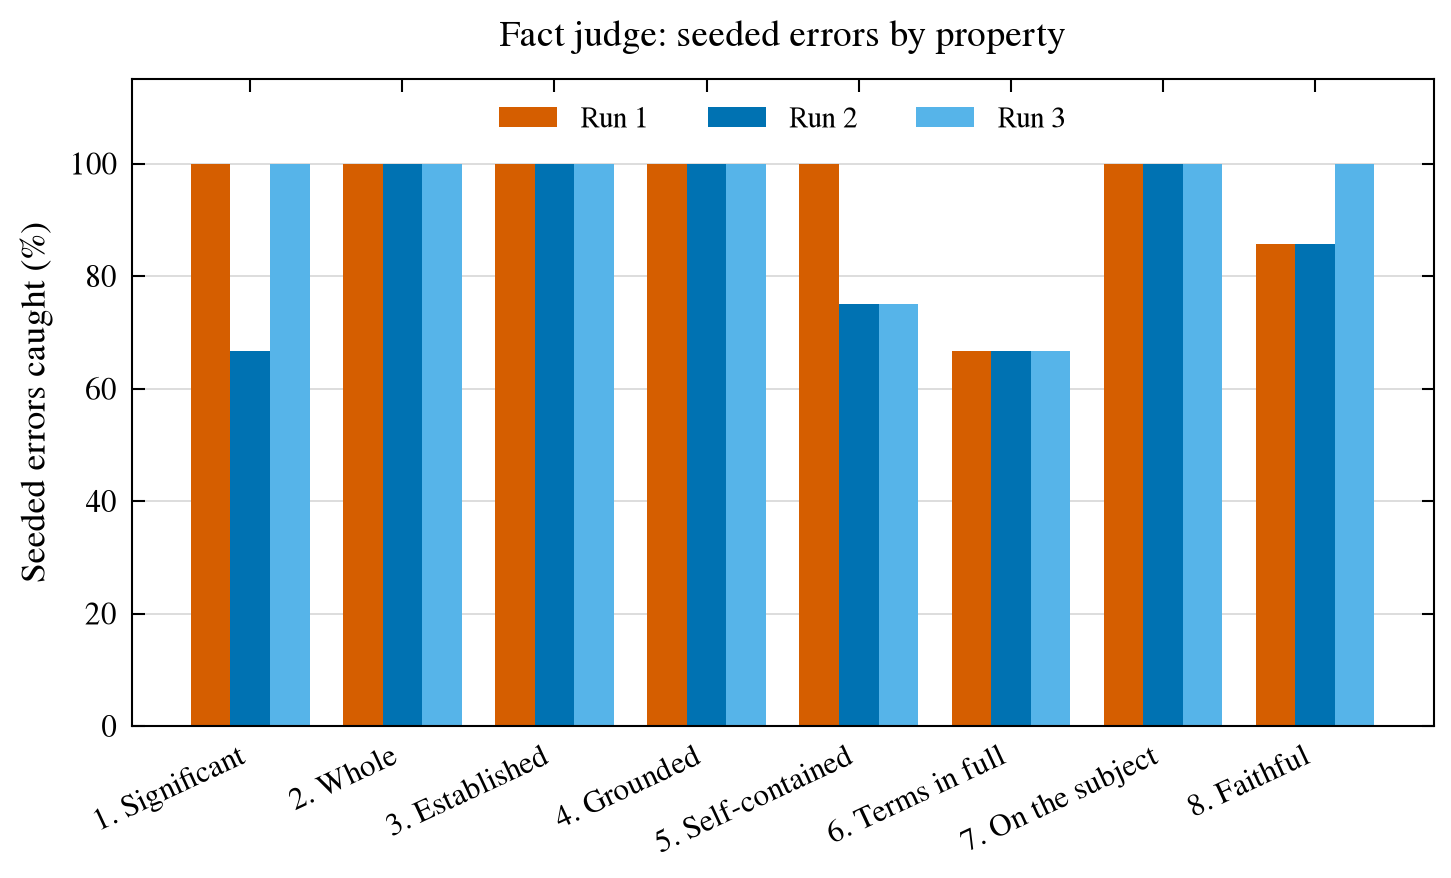 Fact judge: seeded errors by property
Run 1
Run 2
Run 3
Seeded errors caught (%)
100
80
60
40
20
0
1. Significant
2. Whole
3. Established
4. Grounded
5. Self-contained
6. Terms in full
7. On the subject
8. Faithful